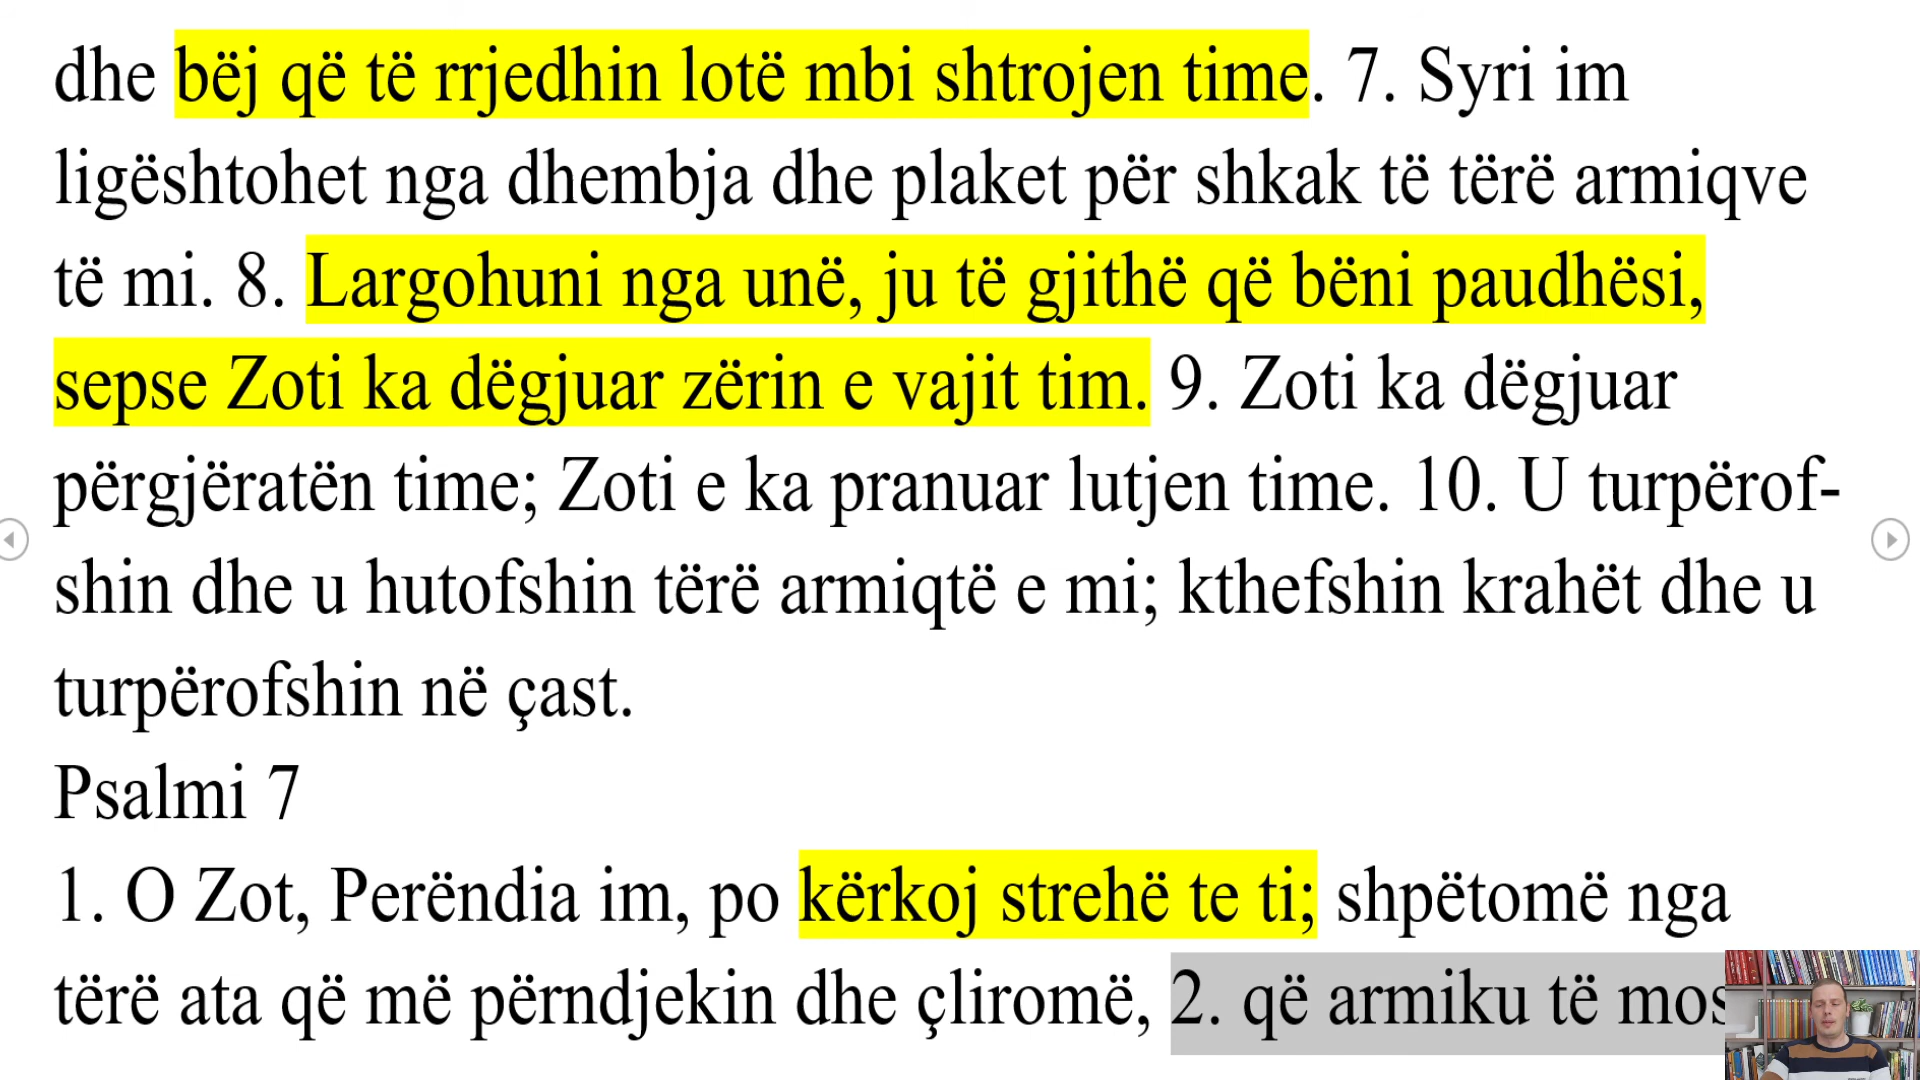 dhe bëj që të rrjedhin lotë mbi shtrojen time. 7. Syri im
ligështohet nga dhembja dhe plaket për shkak të tërë armiqve
të mi. 8. Largohuni nga unë, ju të gjithë që bëni paudhësi,
sepse Zoti ka dëgjuar zërin e vajit tim. 9. Zoti ka dëgjuar
përgjëratën time; Zoti e ka pranuar lutjen time. 10. U turpërof-
shin dhe u hutofshin tërë armiqtë e mi; kthefshin krahët dhe u
turpërofshin në çast.
Psalmi 7
1. O Zot, Perëndia im, po kërkoj strehë te ti; shpëtomë nga
tërë ata që më përndjekin dhe çliromë, 2. që armiku të mos